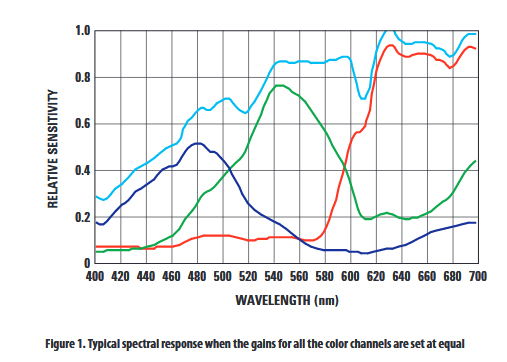 1.0
0.8
0.6
0.4
0.2
0
RELATIVE SENSITIVITY
400 420 440 460 480 500 520 540 560 580 600 620 640 660 680 700
WAVELENGTH (nm)
Figure 1. Typical spectral response when the gains for all the color channels are set at equal